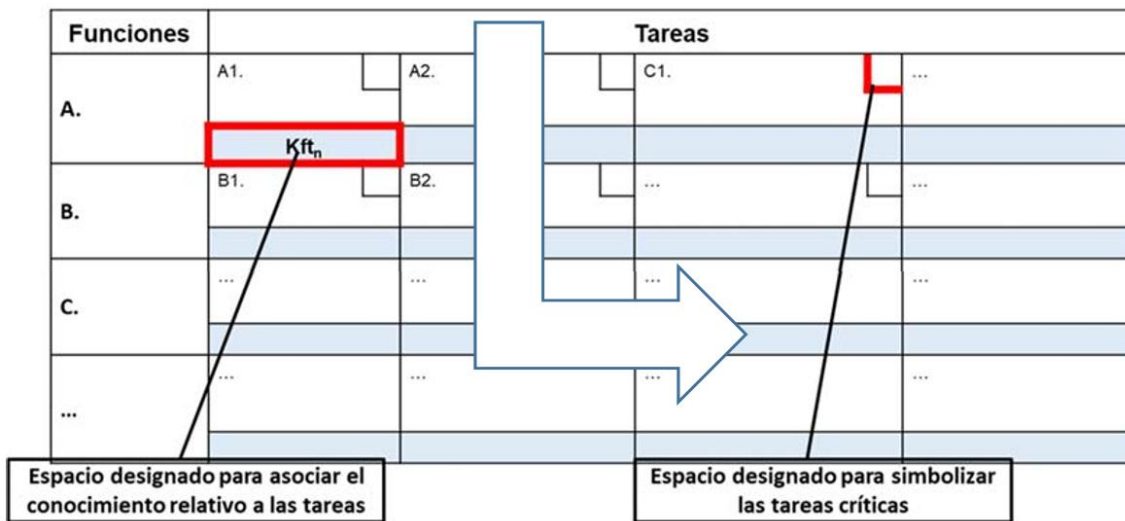 Funciones Tareas
A. A1. A2. C1. ...
Kftn
B. B1. B2. ... ...
C. ... ... ...
... ... ... ... ...
Espacio designado para asociar el
conocimiento relativo a las tareas
Espacio designado para simbolizar
las tareas críticas